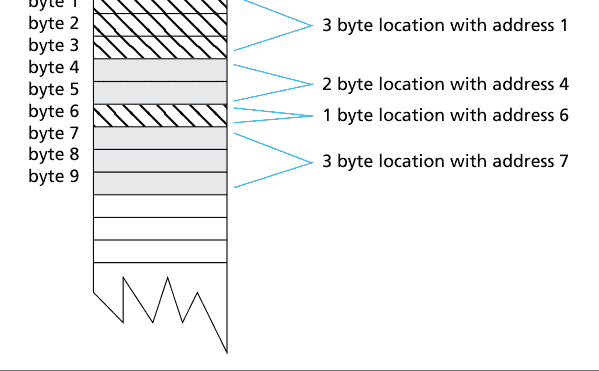 byte 1
byte 2
3 byte location with address 1
byte 3
byte 4
2 byte location with address 4
byte 5
byte 6
1 byte location with address 6
byte 7
byte 8
3 byte location with address 7
byte 9